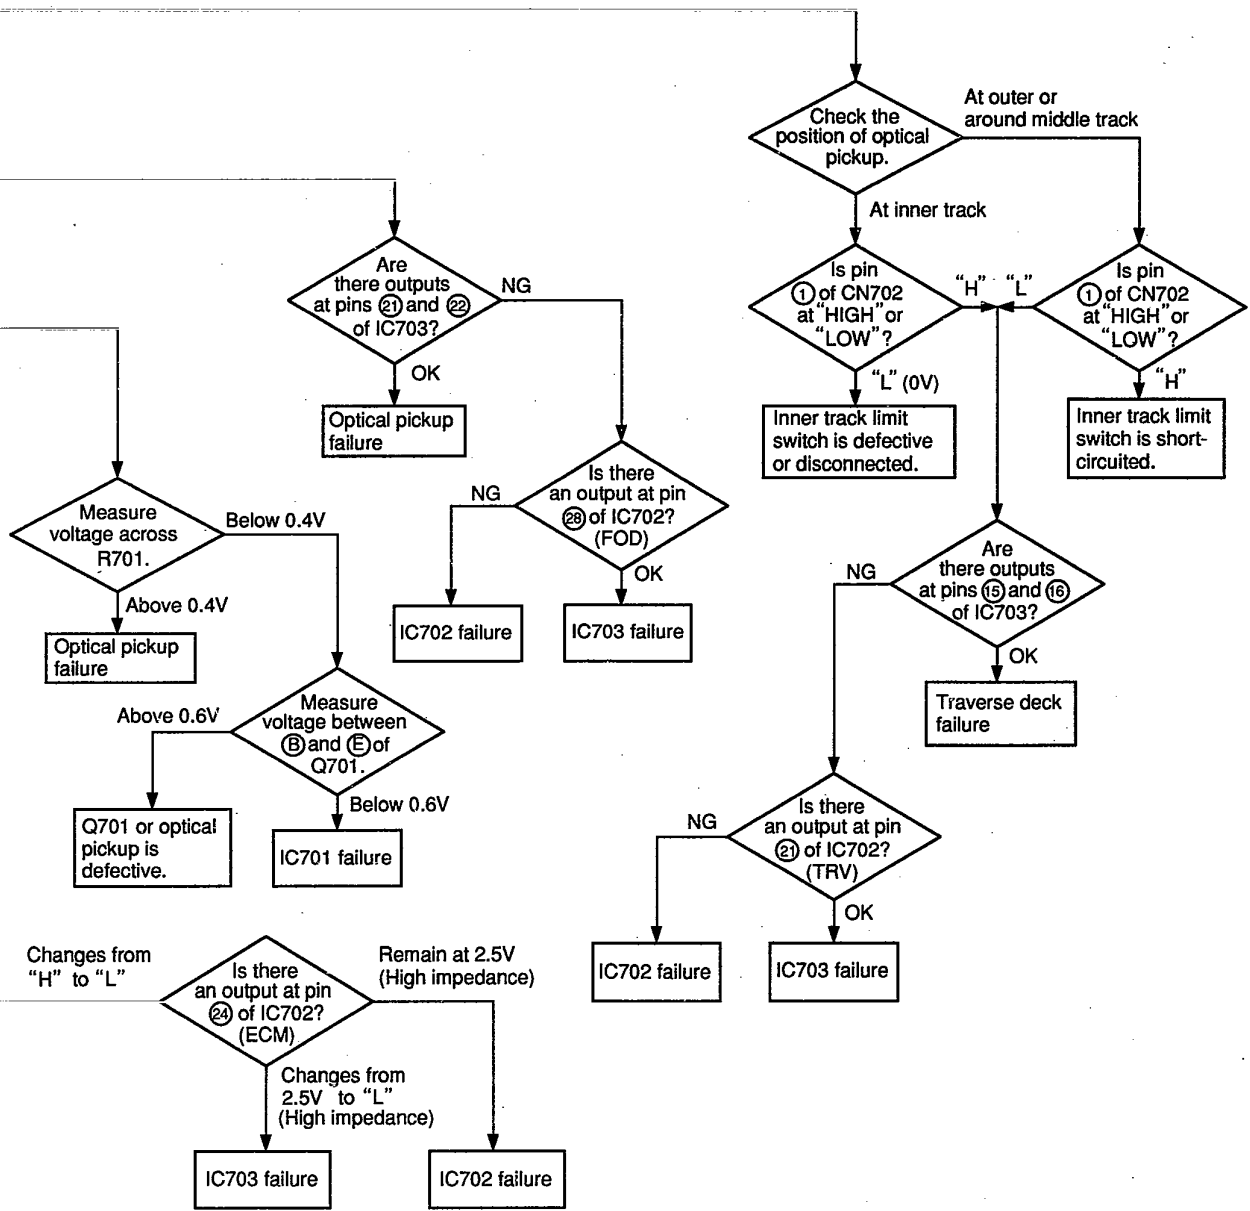 At outer or
around middle track
Check the
position of optical
pickup.
At inner track
Is pin
① of CN702
at “HIGH” or
“LOW”?
“H”
“L”
Is pin
① of CN702
at “HIGH” or
“LOW”?
“L” (0V)
“H”
Inner track limit
switch is defective
or disconnected.
Inner track limit
switch is short-
circuited.
Are
there outputs
at pins ㉑ and ㉒
of IC703?
NG
OK
Optical pickup
failure
Is there
an output at pin
㉘ of IC702?
(FOD)
NG
OK
IC702 failure
IC703 failure
Measure
voltage across
R701.
Below 0.4V
Above 0.4V
Optical pickup
failure
Measure
voltage between
Ⓑ and Ⓔ of
Q701.
Above 0.6V
Below 0.6V
Q701 or optical
pickup is
defective.
IC701 failure
Are
there outputs
at pins ⑮ and ⑯
of IC703?
NG
OK
Traverse deck
failure
Is there
an output at pin
㉑ of IC702?
(TRV)
NG
OK
IC702 failure
IC703 failure
Changes from
“H” to “L”
Is there
an output at pin
㉔ of IC702?
(ECM)
Remain at 2.5V
(High impedance)
Changes from
2.5V to “L”
(High impedance)
IC703 failure
IC702 failure